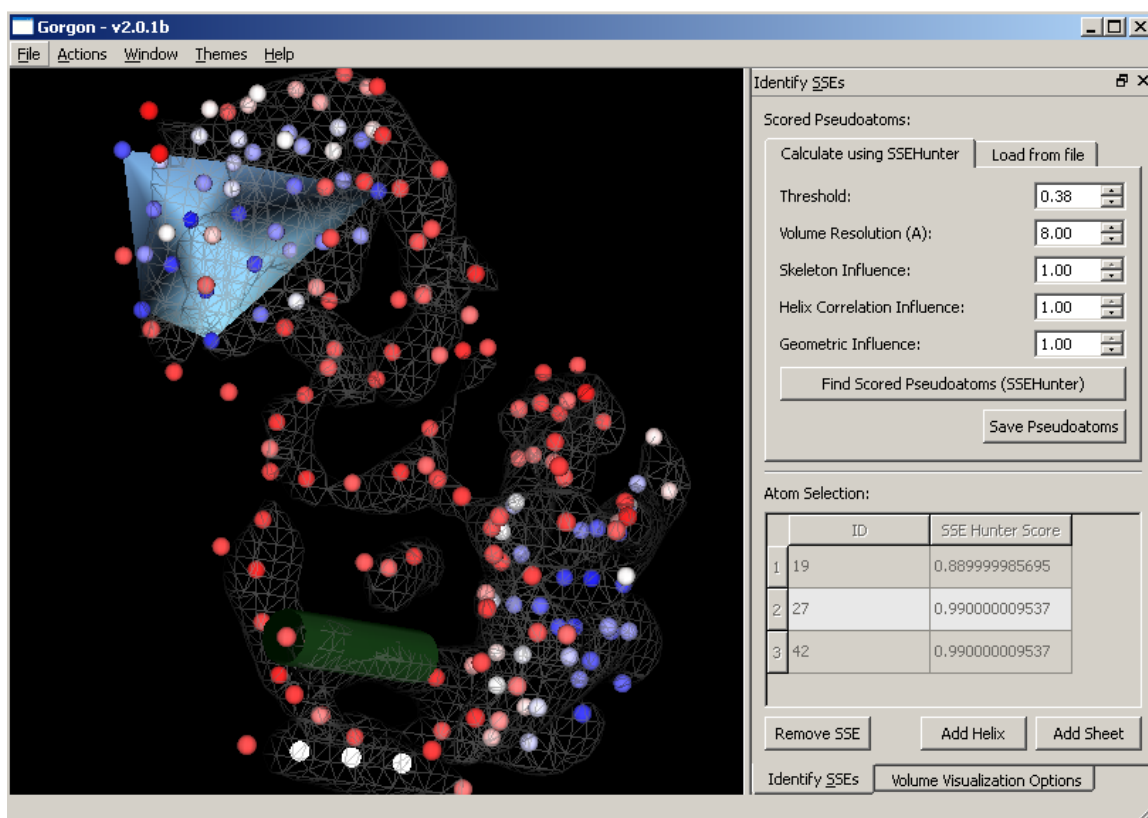 Gorgon - v2.0.1b
File Actions Window Themes Help
Identify SSEs
Scored Pseudoatoms:
Calculate using SSEHunter Load from file
Threshold: 0.38
Volume Resolution (A): 8.00
Skeleton Influence: 1.00
Helix Correlation Influence: 1.00
Geometric Influence: 1.00
Find Scored Pseudoatoms (SSEHunter)
Save Pseudoatoms
Atom Selection:
ID SSE Hunter Score
1 19 0.889999985695
2 27 0.990000009537
3 42 0.990000009537
Remove SSE Add Helix Add Sheet
Identify SSEs Volume Visualization Options